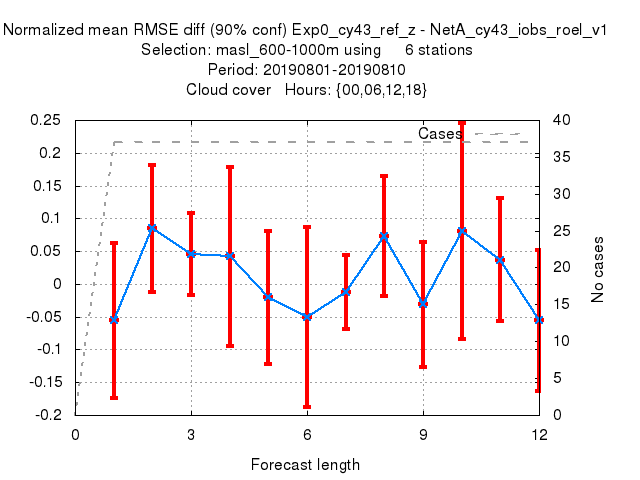 Normalized mean RMSE diff (90% conf) Exp0_cy43_ref_z - NetA_cy43_iobs_roel_v1
Selection: masl_600-1000m using 6 stations
Period: 20190801-20190810
Cloud cover Hours: {00,06,12,18}
Cases
0.25
0.2
0.15
0.1
0.05
0
-0.05
-0.1
-0.15
-0.2
40
35
30
25
20
15
10
5
0
No cases
0 3 6 9 12
Forecast length